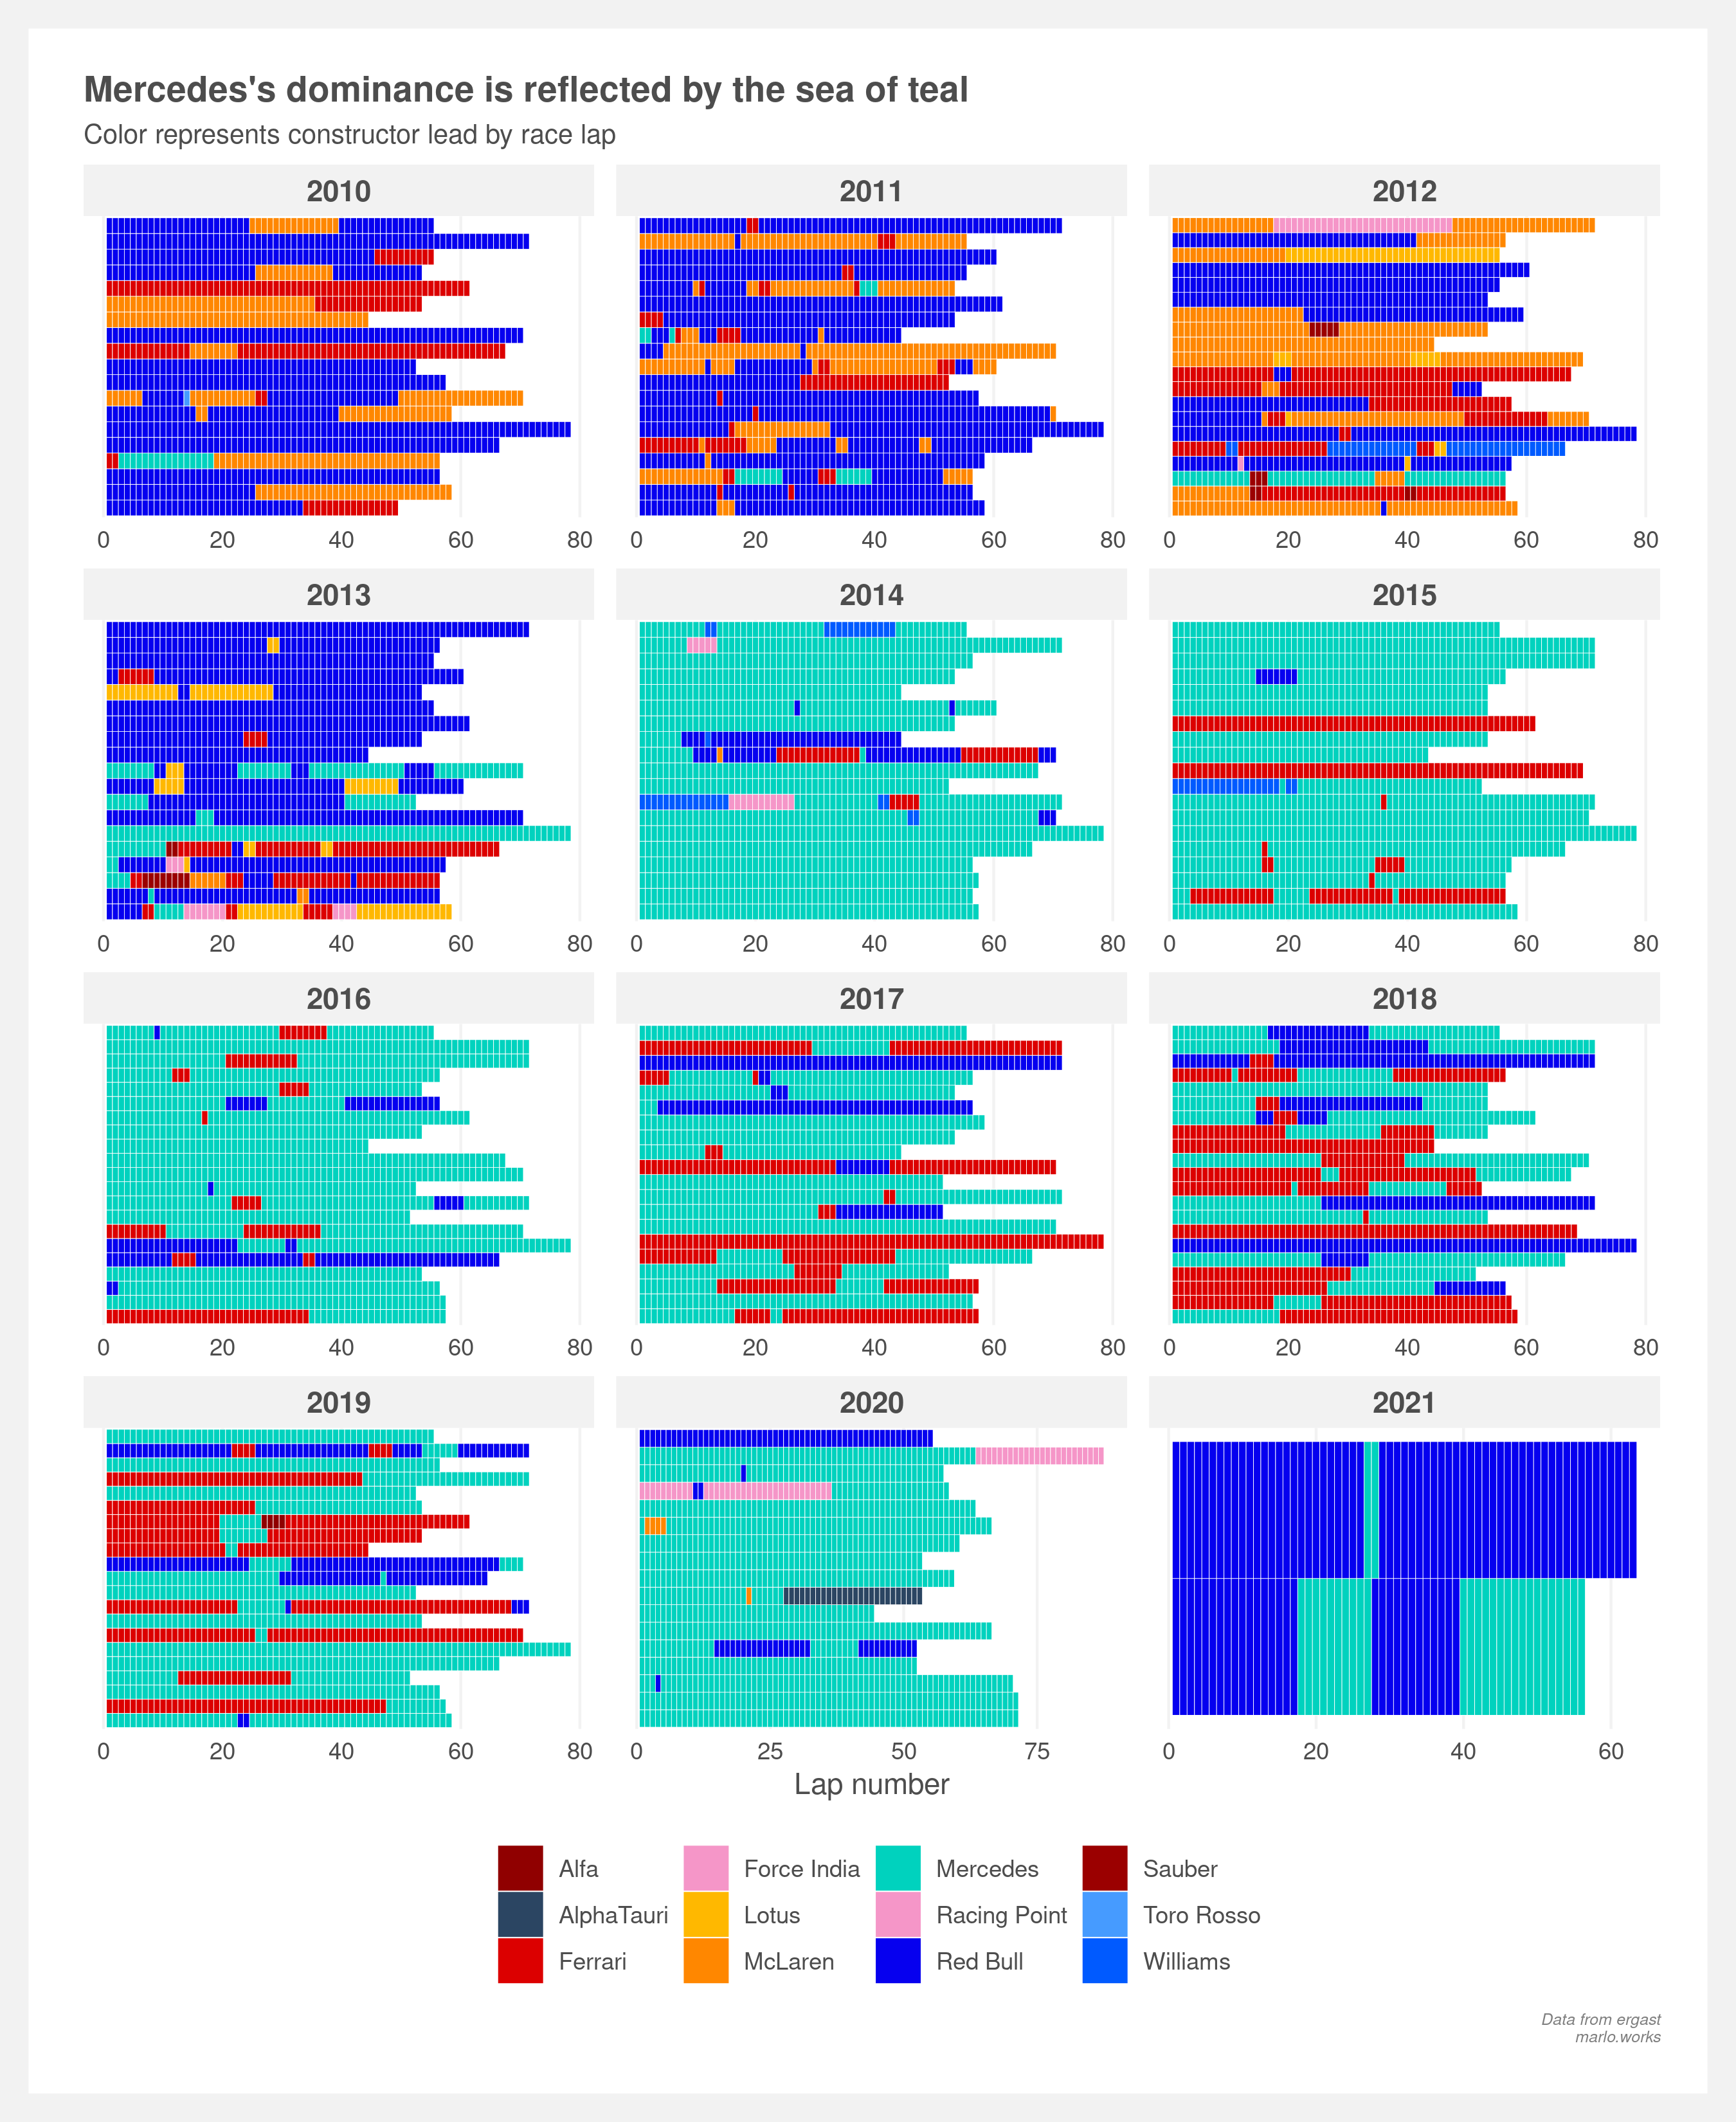 Mercedes's dominance is reflected by the sea of teal
Color represents constructor lead by race lap
2010 2011 2012
0 20 40 60 80 0 20 40 60 80 0 20 40 60 80
2013 2014 2015
0 20 40 60 80 0 20 40 60 80 0 20 40 60 80
2016 2017 2018
0 20 40 60 80 0 20 40 60 80 0 20 40 60 80
2019 2020 2021
0 20 40 60 80 0 25 50 75 0 20 40 60
Lap number
Alfa Force India Mercedes Sauber
AlphaTauri Lotus Racing Point Toro Rosso
Ferrari McLaren Red Bull Williams
Data from ergast
marlo.works